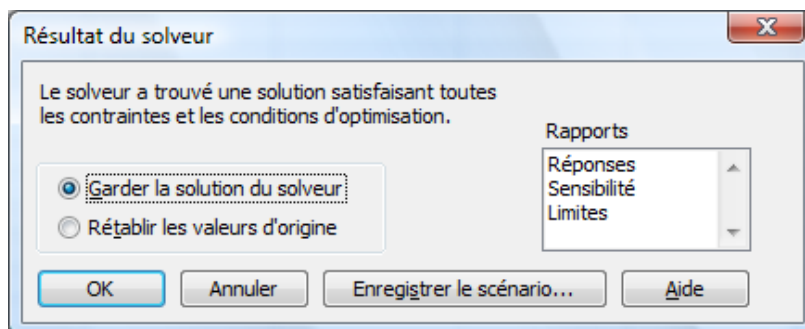 Résultat du solveur
Le solveur a trouvé une solution satisfaisant toutes
les contraintes et les conditions d'optimisation.
Rapports
Réponses
Sensibilité
Limites
Garder la solution du solveur
Rétablir les valeurs d'origine
OK
Annuler
Enregistrer le scénario...
Aide